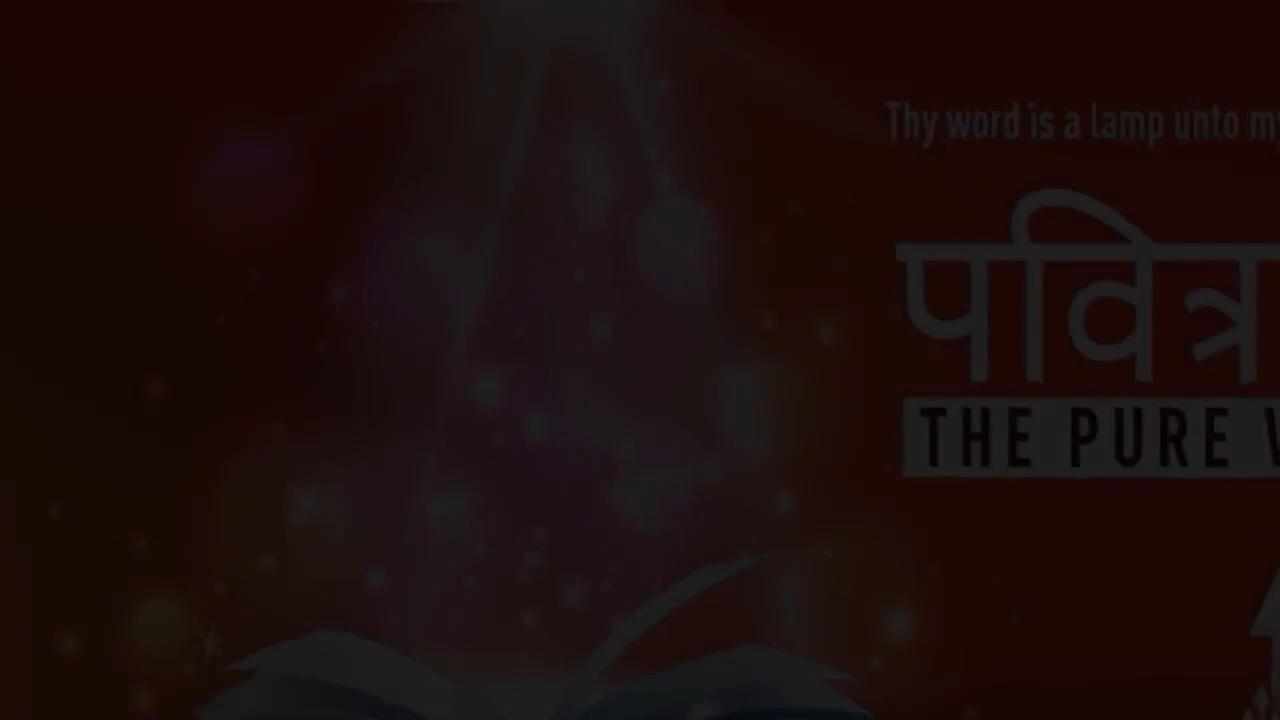 Thy word is a lamp unto
पवित्र
THE PURE